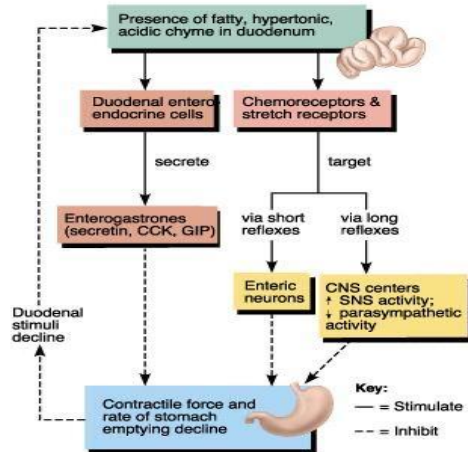 Presence of fatty, hypertonic,
acidic chyme in duodenum
Duodenal entero-
endocrine cells
Chemoreceptors &
stretch receptors
secrete
target
Enterogastrones
(secretin, CCK, GIP)
via short
reflexes
via long
reflexes
Enteric
neurons
CNS centers
↑ SNS activity;
↓ parasympathetic
activity
Duodenal
stimuli
decline
Contractile force and
rate of stomach
emptying decline
Key:
= Stimulate
= Inhibit